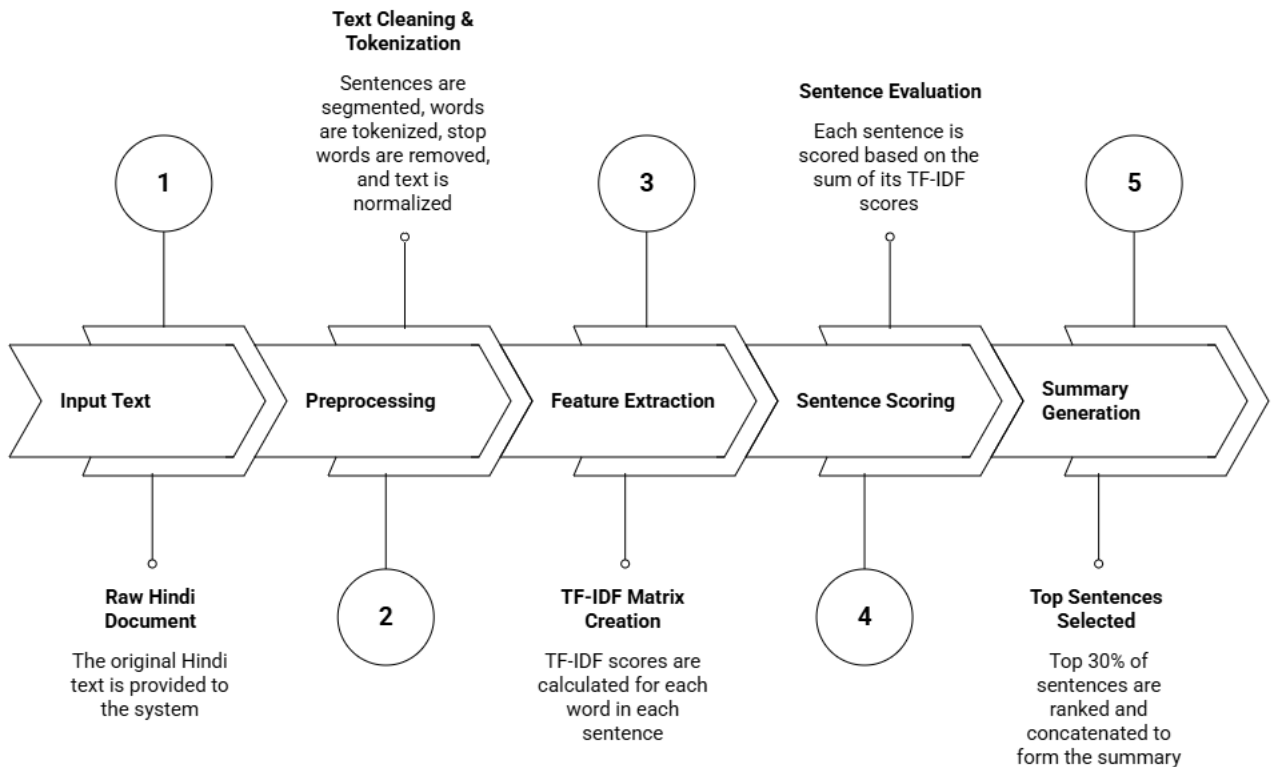 1
Input Text
Raw Hindi
Document
The original Hindi
text is provided to
the system
Text Cleaning &
Tokenization
Sentences are
segmented, words
are tokenized, stop
words are removed,
and text is
normalized
Preprocessing
2
3
Feature Extraction
TF-IDF Matrix
Creation
TF-IDF scores are
calculated for each
word in each
sentence
Sentence Evaluation
Each sentence is
scored based on the
sum of its TF-IDF
scores
Sentence Scoring
4
5
Summary
Generation
Top Sentences
Selected
Top 30% of
sentences are
ranked and
concatenated to
form the summary